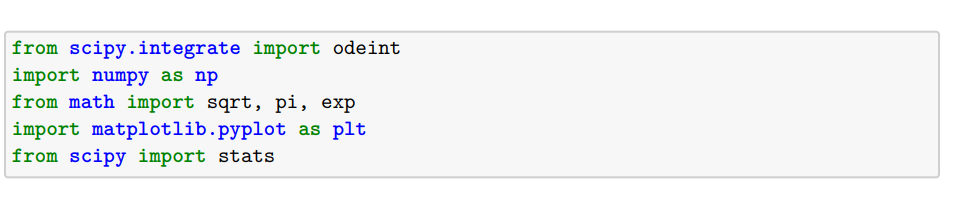 from scipy.integrate import odeint
import numpy as np
from math import sqrt, pi, exp
import matplotlib.pyplot as plt
from scipy import stats